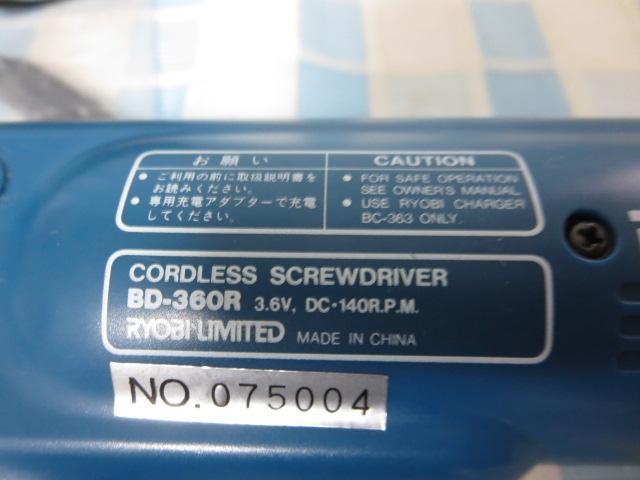 お願い
• ご利用の前に取扱説明書を
お読みください。
• 専用充電アダプターで充電
してください。
CAUTION
• FOR SAFE OPERATION
SEE OWNER'S MANUAL.
• USE RYOBI CHARGER
BC-363 ONLY.
CORDLESS SCREWDRIVER
BD-360R 3.6V, DC·140R.P.M.
RYOBI LIMITED MADE IN CHINA
NO.075004